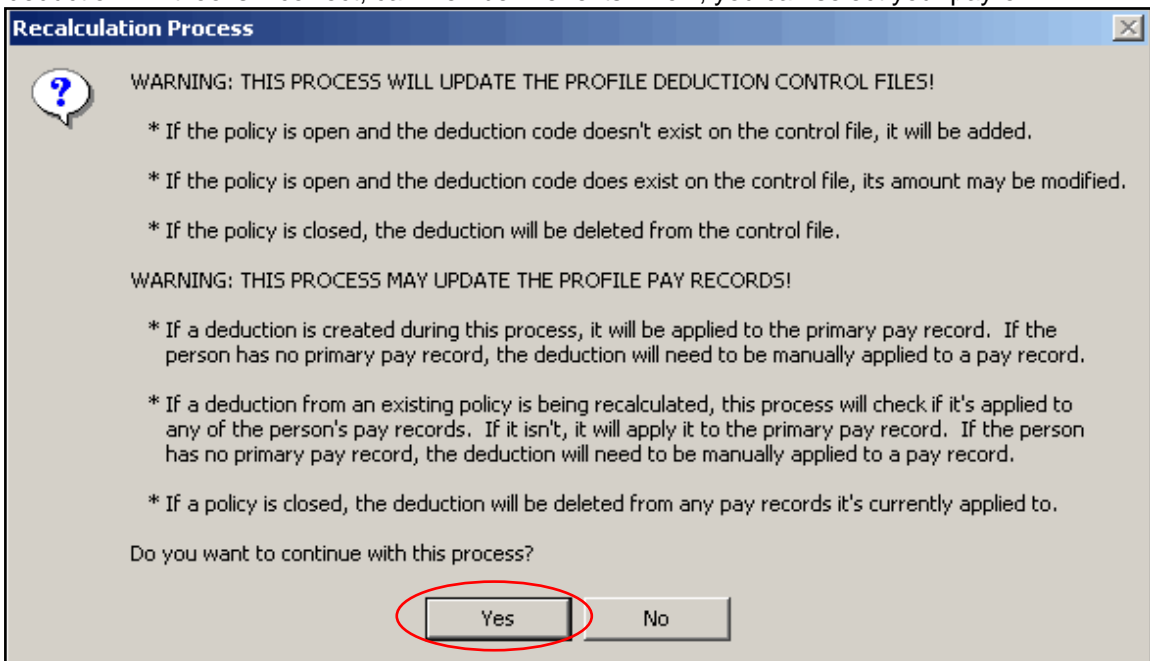 Recalculation Process
WARNING: THIS PROCESS WILL UPDATE THE PROFILE DEDUCTION CONTROL FILES!
* If the policy is open and the deduction code doesn't exist on the control file, it will be added.
* If the policy is open and the deduction code does exist on the control file, its amount may be modified.
* If the policy is closed, the deduction will be deleted from the control file.
WARNING: THIS PROCESS MAY UPDATE THE PROFILE PAY RECORDS!
* If a deduction is created during this process, it will be applied to the primary pay record. If the
person has no primary pay record, the deduction will need to be manually applied to a pay record.
* If a deduction from an existing policy is being recalculated, this process will check if it's applied to
any of the person's pay records. If it isn't, it will apply it to the primary pay record. If the person
has no primary pay record, the deduction will need to be manually applied to a pay record.
* If a policy is closed, the deduction will be deleted from any pay records it's currently applied to.
Do you want to continue with this process?
Yes No